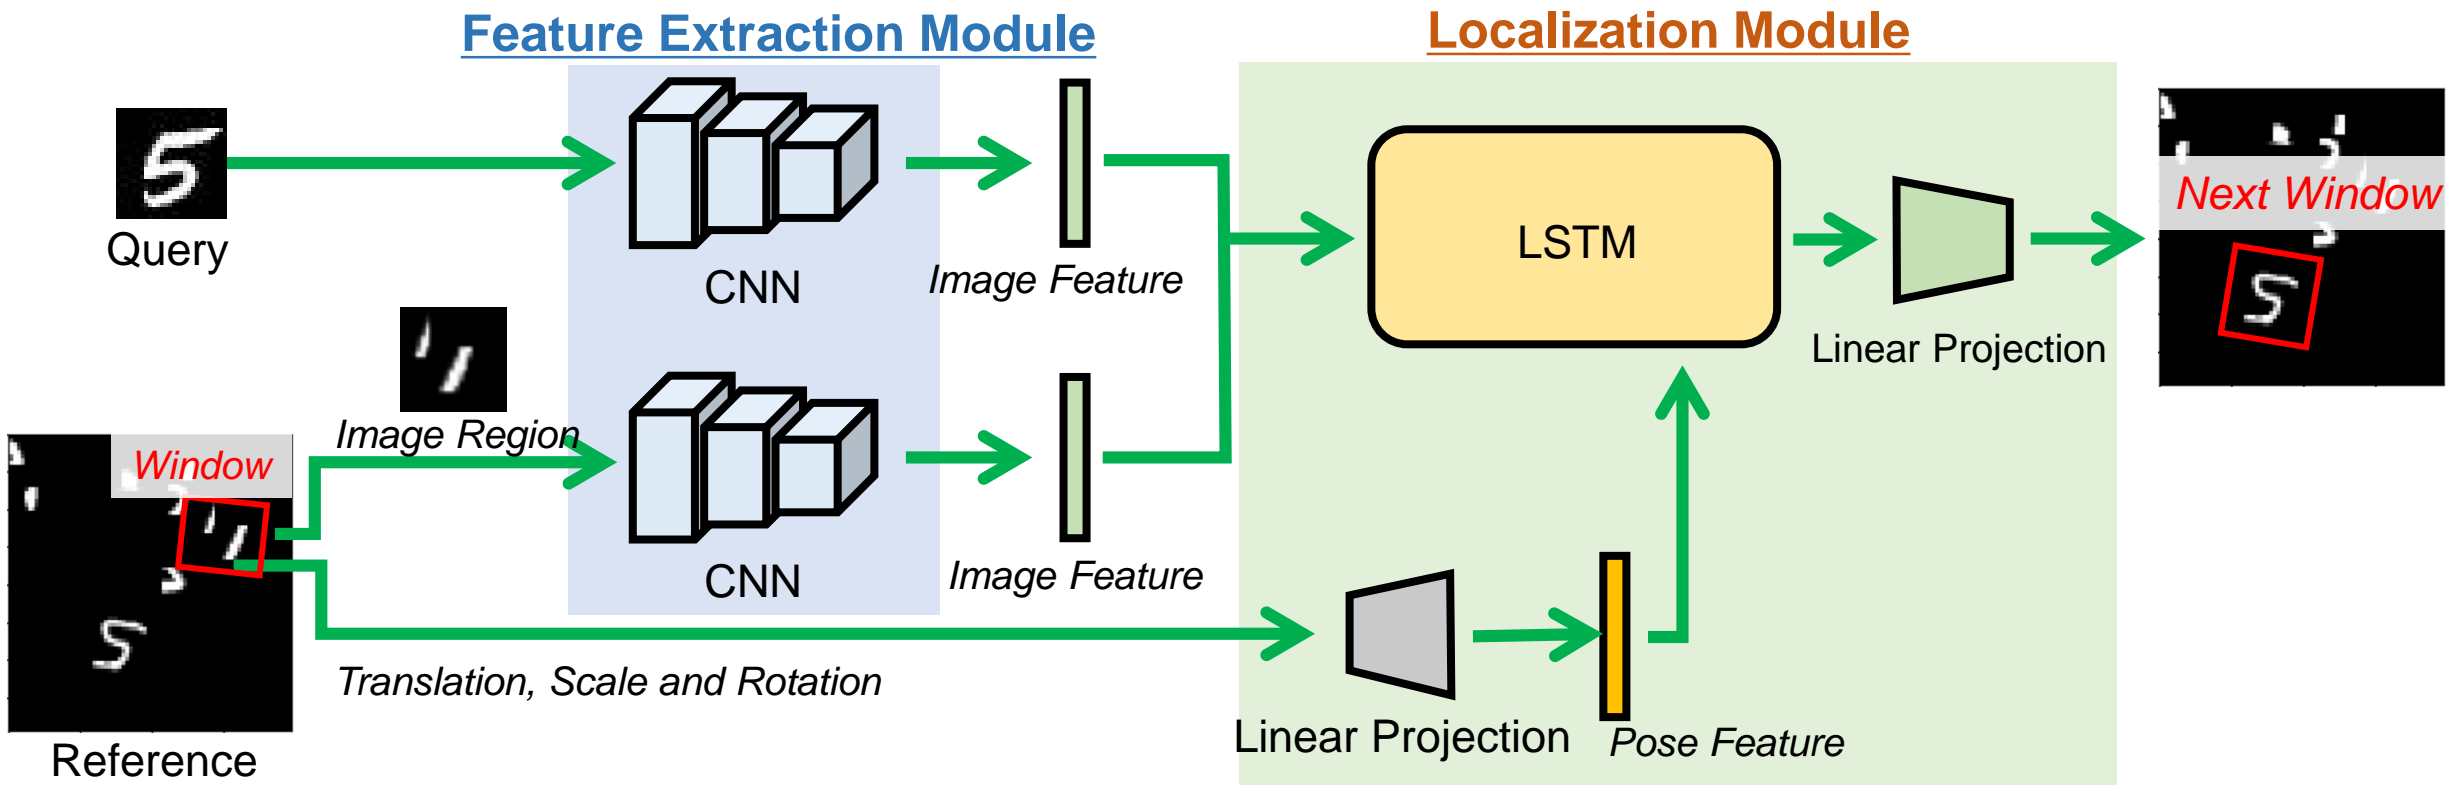 Feature Extraction Module
Localization Module
Query
CNN
Image Feature
LSTM
Linear Projection
Next Window
Image Region
Window
CNN
Image Feature
Translation, Scale and Rotation
Linear Projection
Pose Feature
Reference